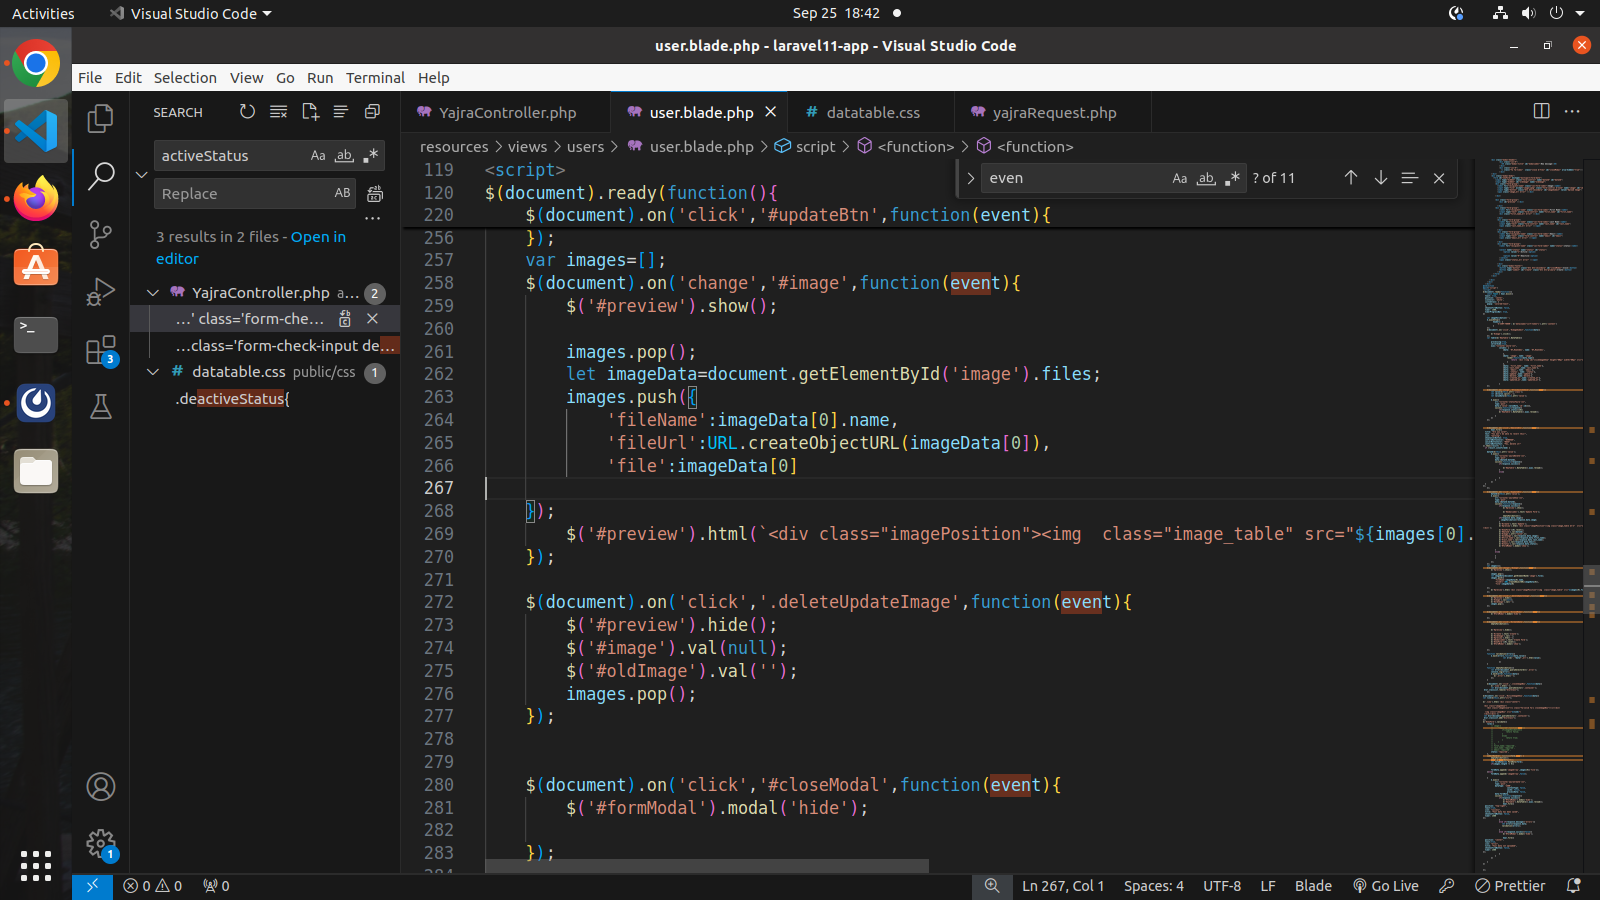 Activities
Visual Studio Code
Sep 25 18:42
user.blade.php - laravel11-app - Visual Studio Code
File Edit Selection View Go Run Terminal Help
SEARCH
activeStatus
Aa ab .*
Replace
AB
3 results in 2 files - Open in
editor
YajraController.php a... 2
...' class='form-che...
...class='form-check-input de...
datatable.css public/css 1
.deactiveStatus{
3
1
YajraController.php
user.blade.php
datatable.css
yajraRequest.php
resources > views > users > user.blade.php > script > <function> > <function>
even
Aa ab .*
? of 11
119 <script>
120 $(document).ready(function(){
220 $(document).on('click','#updateBtn',function(event){
256 });
257 var images=[];
258 $(document).on('change','#image',function(event){
259 $('#preview').show();
260
261 images.pop();
262 let imageData=document.getElementById('image').files;
263 images.push({
264 'fileName':imageData[0].name,
265 'fileUrl':URL.createObjectURL(imageData[0]),
266 'file':imageData[0]
267
268 });
269 $('#preview').html(`<div class="imagePosition"><img  class="image_table" src="${images[0].
270 });
271
272 $(document).on('click','.deleteUpdateImage',function(event){
273 $('#preview').hide();
274 $('#image').val(null);
275 $('#oldImage').val('');
276 images.pop();
277 });
278
279
280 $(document).on('click','#closeModal',function(event){
281 $('#formModal').modal('hide');
282
283 });
0 0
0
Ln 267, Col 1
Spaces: 4
UTF-8
LF
Blade
Go Live
Prettier